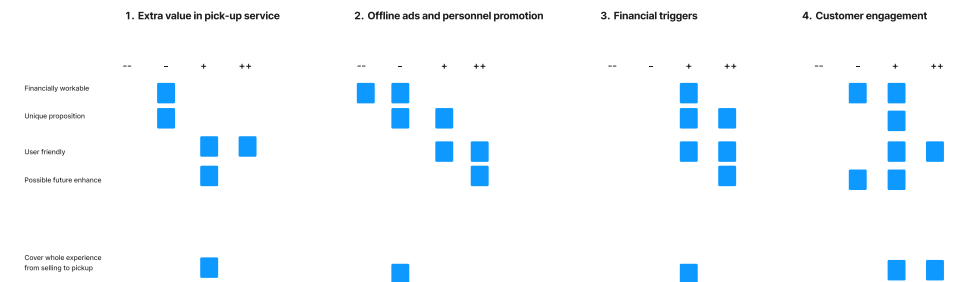 1. Extra value in pick-up service
2. Offline ads and personnel promotion
3. Financial triggers
4. Customer engagement
-- - + ++
-- - + ++
-- - + ++
-- - + ++
Financially workable
Unique proposition
User friendly
Possible future enhance
Cover whole experience
from selling to pickup